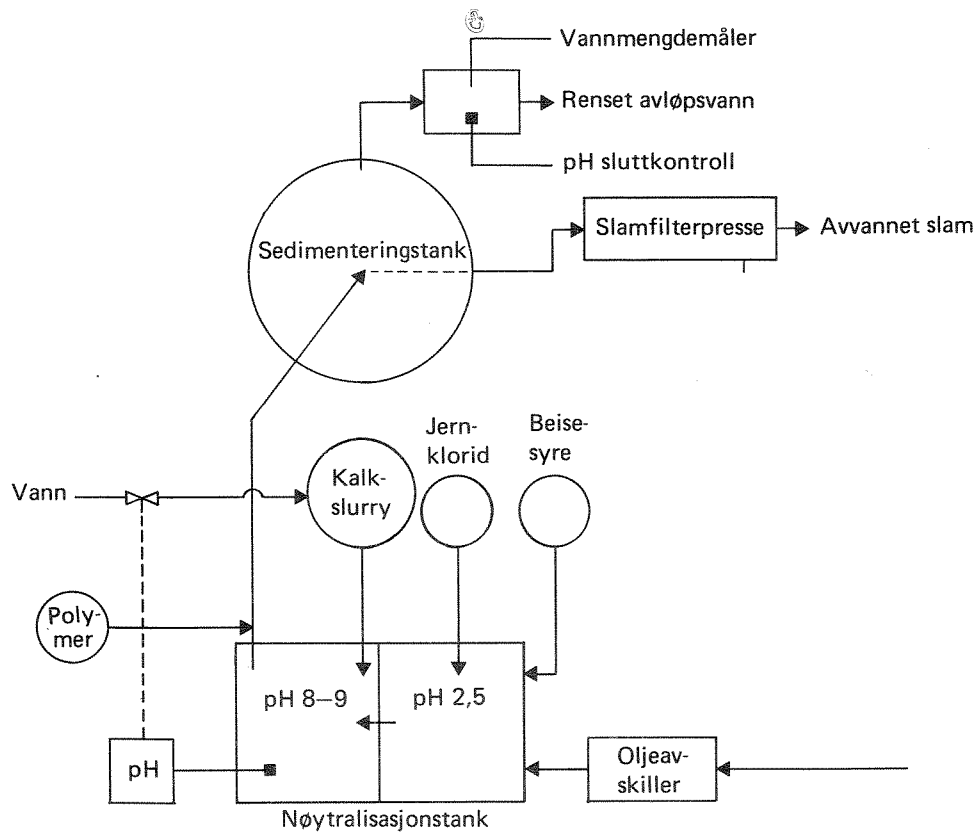 Vannmengdemåler
Renset avløpsvann
pH sluttkontroll
Slamfilterpresse
Avvannet slam
Sedimenteringstank
Jern-
klorid
Beise-
syre
Vann
Kalk-
slurry
Poly-
mer
pH 8–9
pH 2,5
pH
Oljeav-
skiller
Nøytralisasjonstank